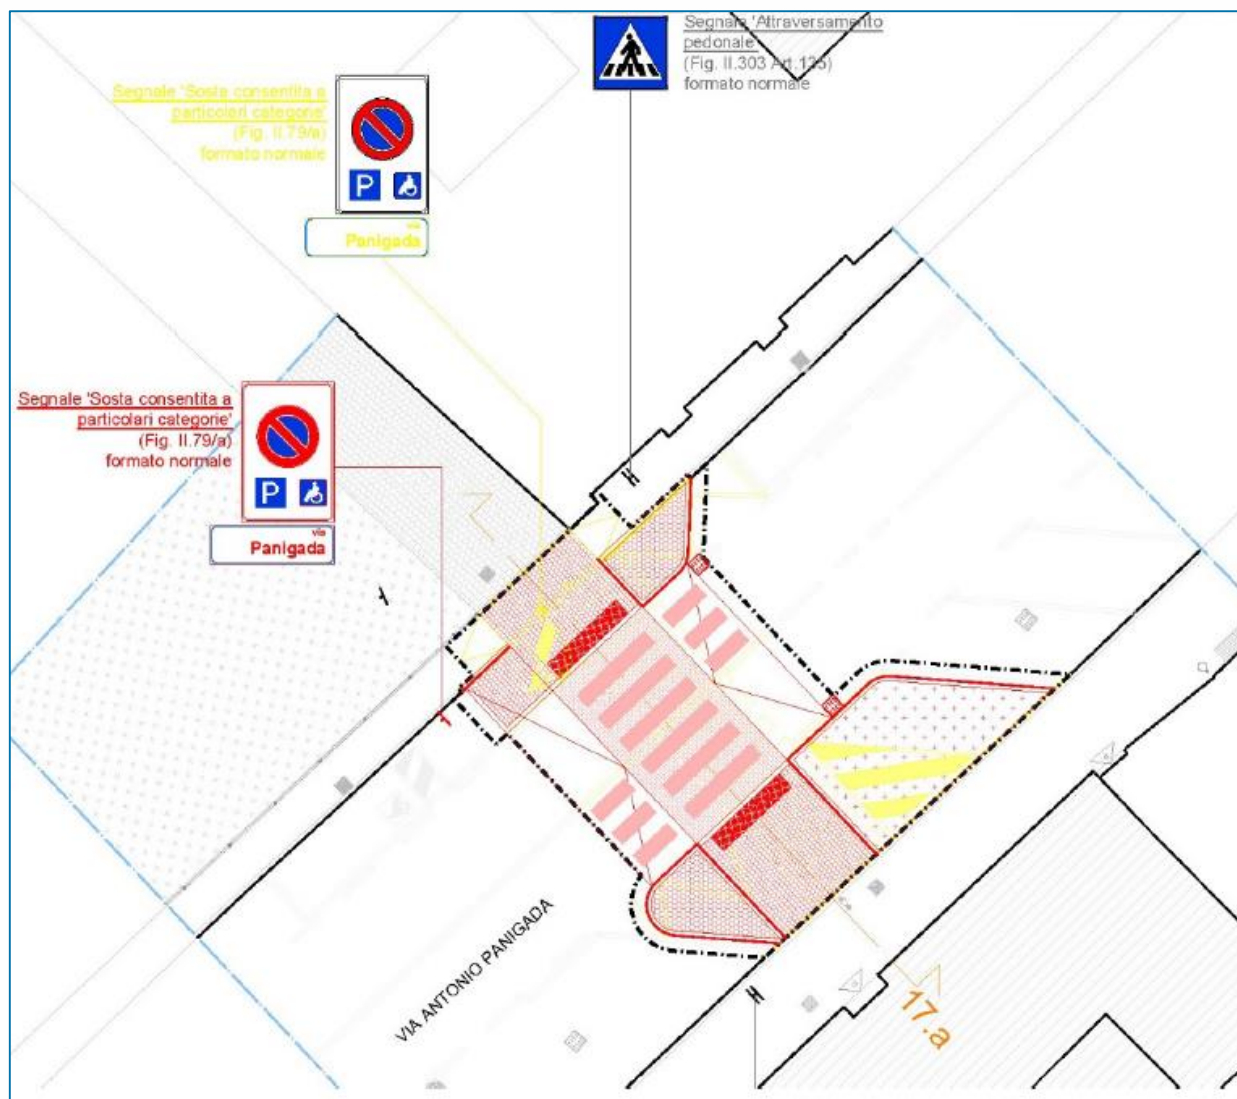 Segnale 'Attraversamento
pedonale'
(Fig. II.303 Art.135)
formato normale
Segnale 'Sosta consentita a
particolari categorie'
(Fig. II.79/a)
formato normale
P
via
Panigada
Segnale 'Sosta consentita a
particolari categorie'
(Fig. II.79/a)
formato normale
P
via
Panigada
VIA ANTONIO PANIGADA
17.a